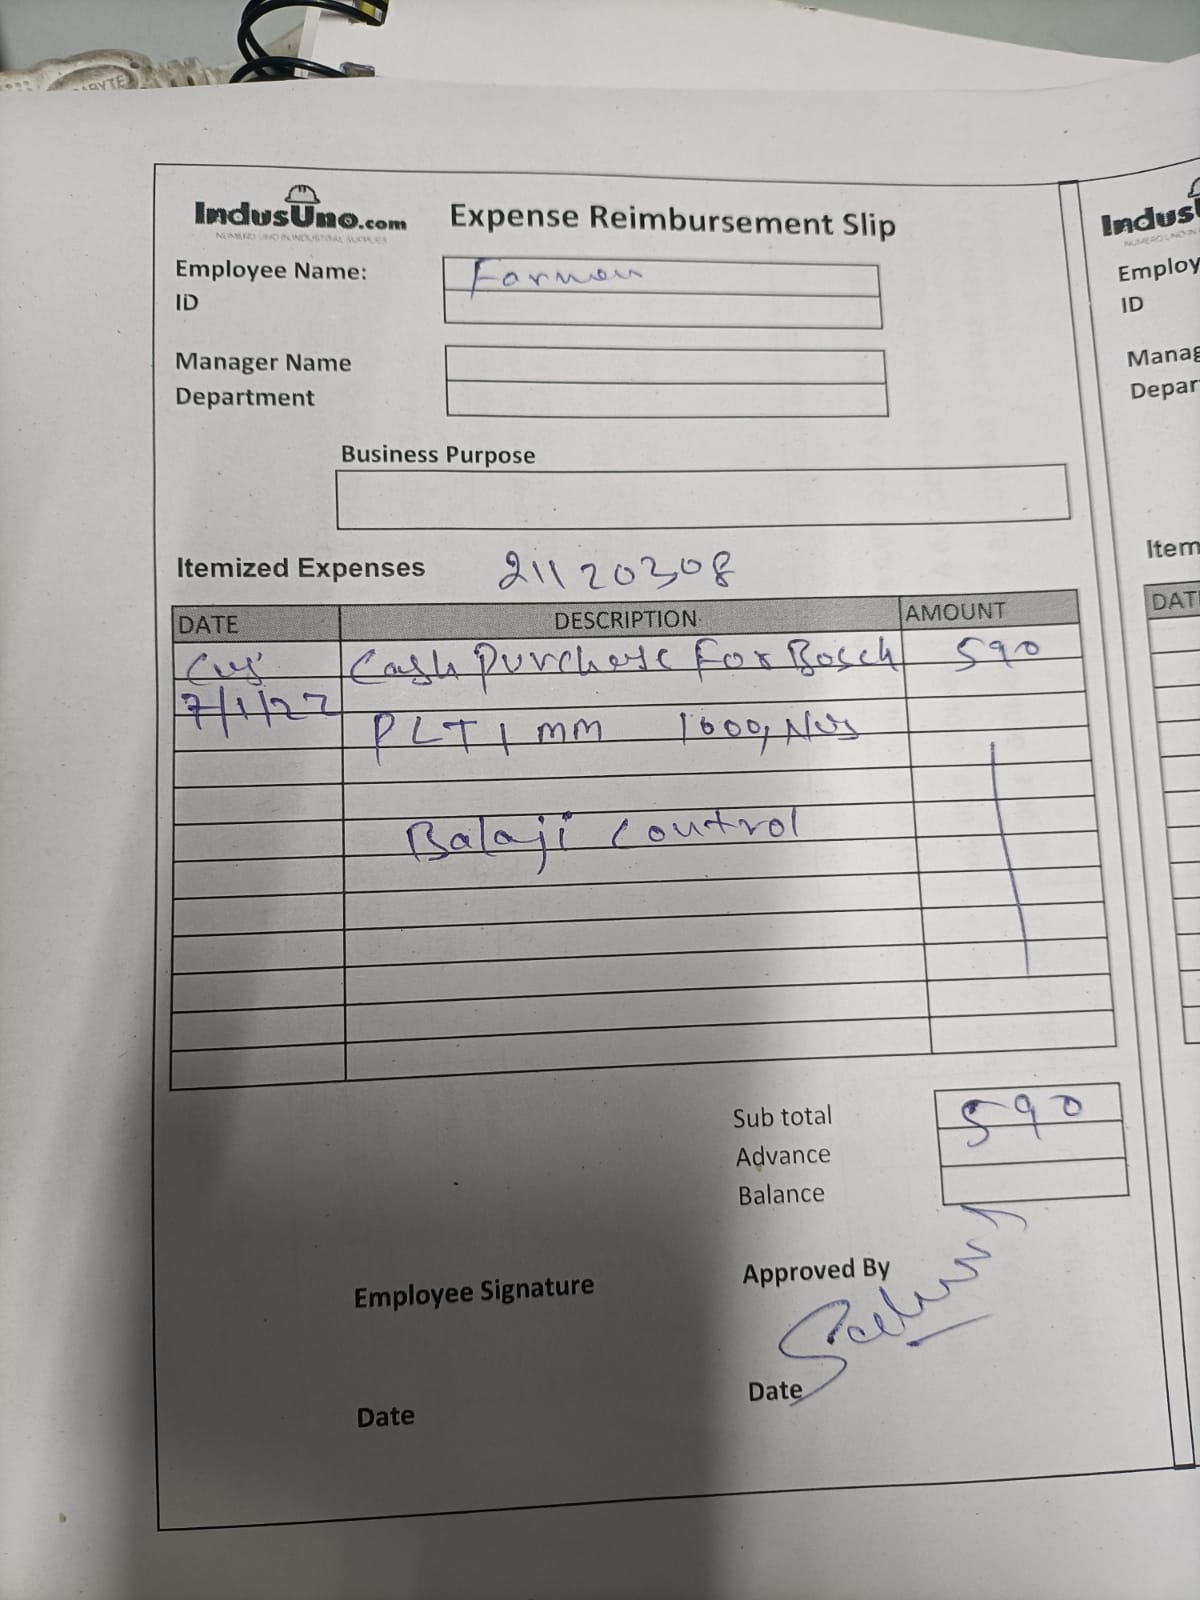 GABYTE
IndusUno.com
NUMERO UNO IN INDUSTRIAL SUPPLIES
Expense Reimbursement Slip
Employee Name: Farman
ID
Manager Name
Department
Business Purpose
Itemized Expenses 21120308
DATE DESCRIPTION AMOUNT
Cash Purchase For Bosch 590
7/1/22
PLT 1 mm 1600, Nos
Balaji Control
Sub total 590
Advance
Balance
Employee Signature
Approved By
Date
Date
Indus
NUMERO UNO IN
Employ
ID
Manag
Depar
Item
DAT